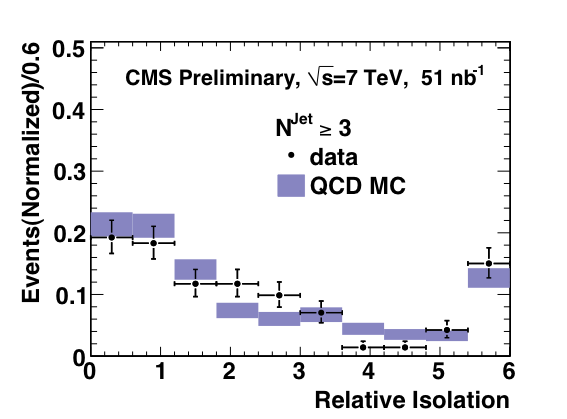 CMS Preliminary, √s=7 TeV, 51 nb-1
NJet ≥ 3
data
QCD MC
Events(Normalized)/0.6
0.5
0.4
0.3
0.2
0.1
0
0 1 2 3 4 5 6
Relative Isolation